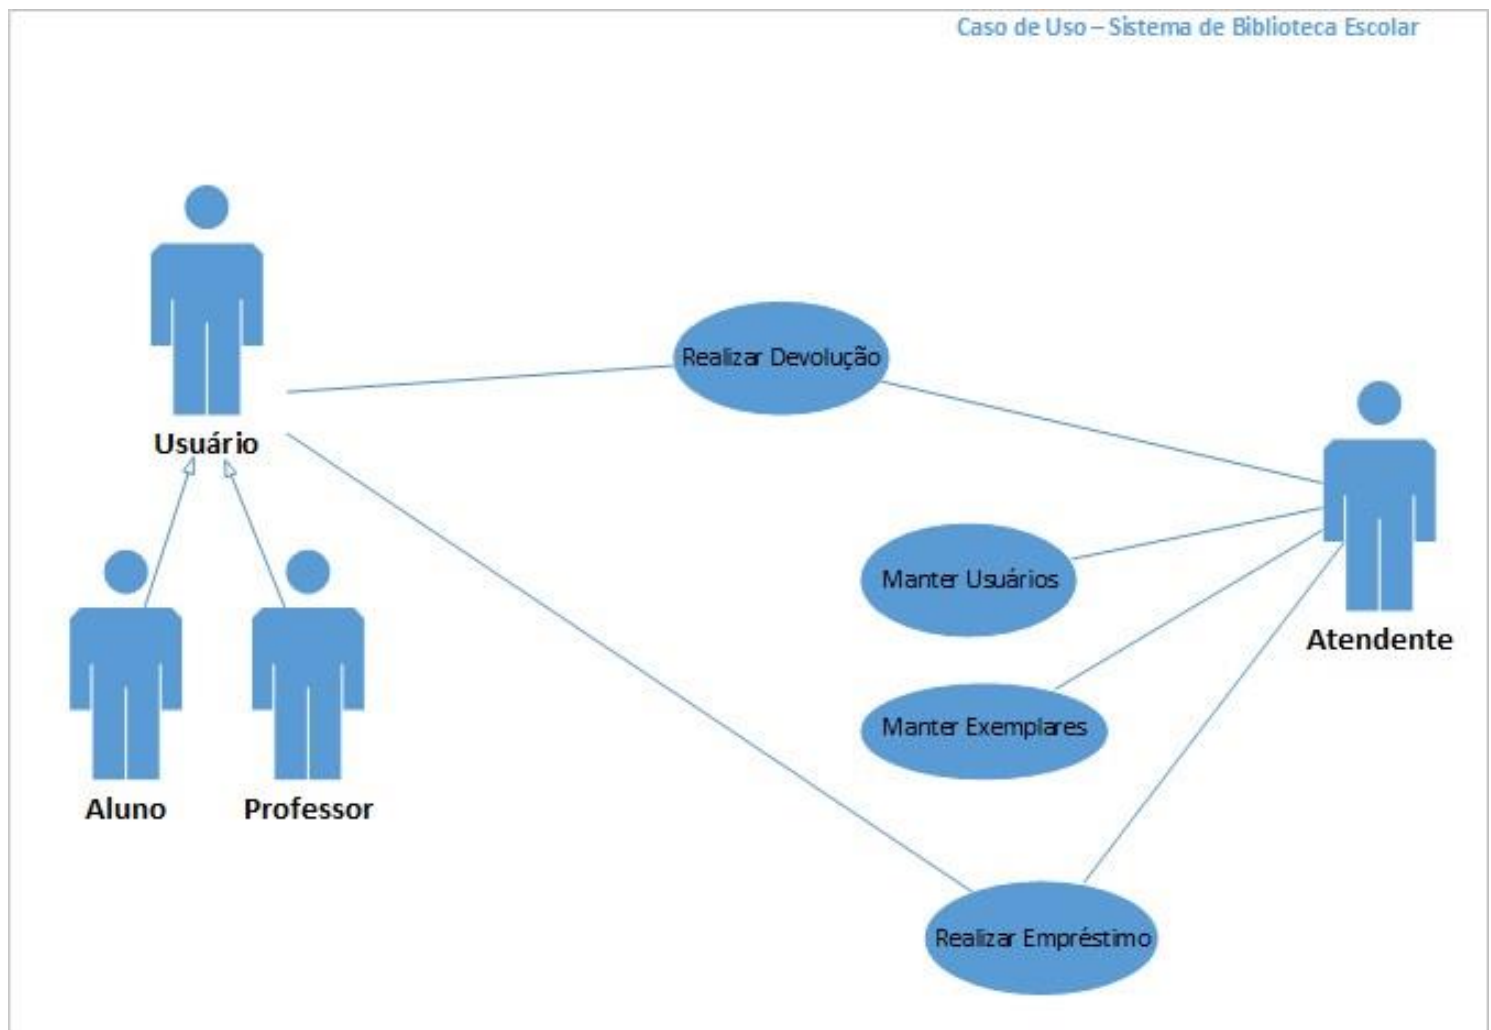 Caso de Uso – Sistema de Biblioteca Escolar
Realizar Devolução
Usuário
Manter Usuários
Atendente
Manter Exemplares
Aluno
Professor
Realizar Empréstimo